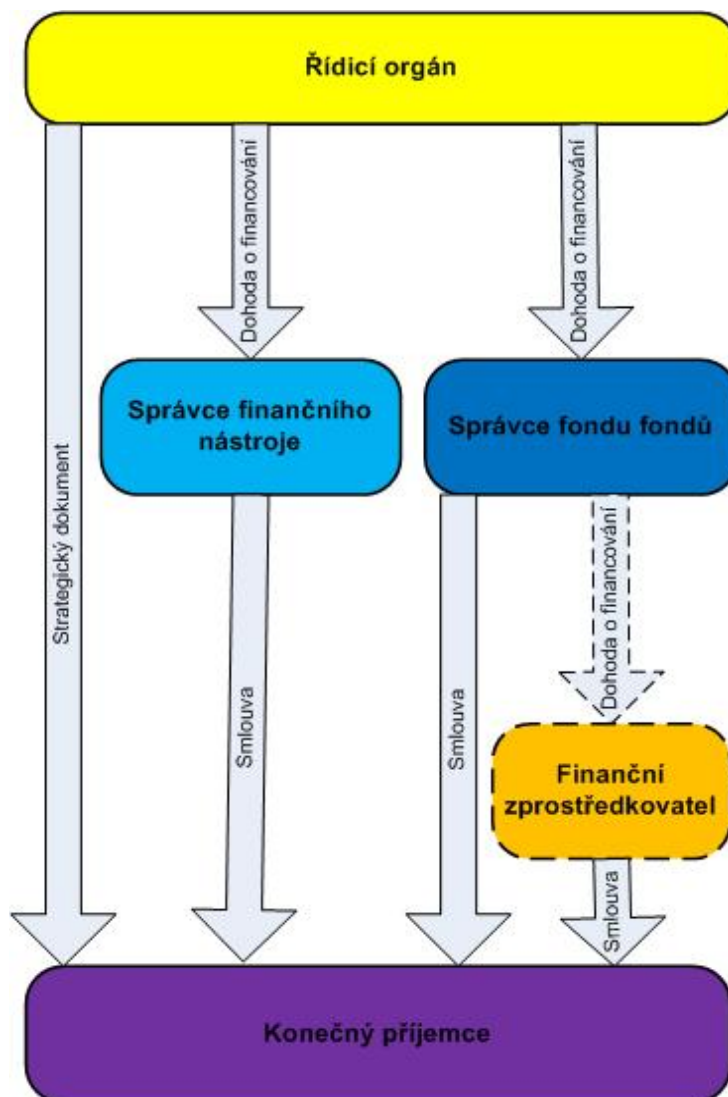 Řídicí orgán
Dohoda o financování
Dohoda o financování
Správce finančního
nástroje
Správce fondu fondů
Strategický dokument
Smlouva
Smlouva
Dohoda o financování
Finanční
zprostředkovatel
Smlouva
Konečný příjemce